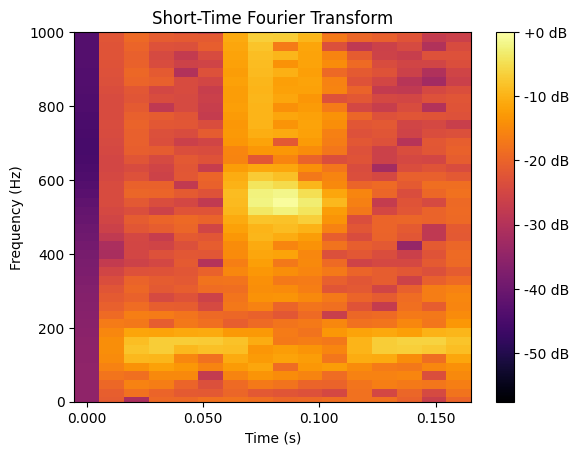 Short-Time Fourier Transform
1000
800
600
400
200
0
Frequency (Hz)
0.000
0.050
0.100
0.150
Time (s)
+0 dB
-10 dB
-20 dB
-30 dB
-40 dB
-50 dB